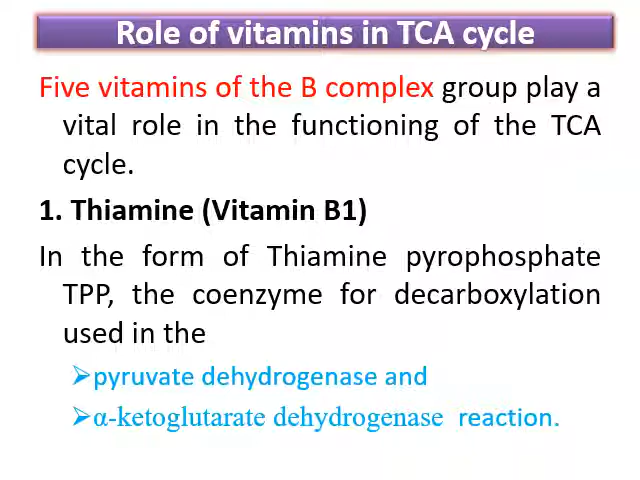 Role of vitamins in TCA cycle
Five vitamins of the B complex group play a
vital role in the functioning of the TCA
cycle.
1. Thiamine (Vitamin B1)
In the form of Thiamine pyrophosphate
TPP, the coenzyme for decarboxylation
used in the
➢pyruvate dehydrogenase and
➢α-ketoglutarate dehydrogenase reaction.